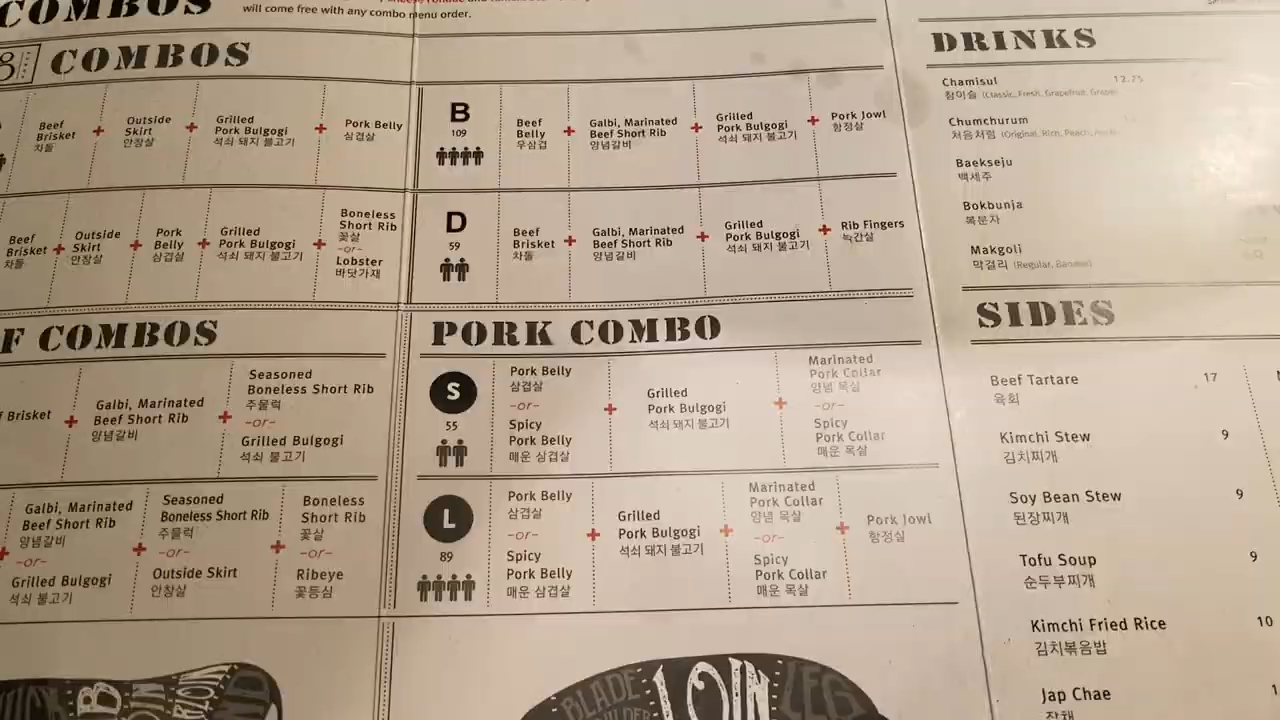 COMBOS
will come free with any combo menu order.
8 COMBOS
Beef
Brisket
차돌
+
Outside
Skirt
안창살
+
Grilled
Pork Bulgogi
석쇠 돼지 불고기
+
Pork Belly
삼겹살
B
109
Beef
Belly
우삼겹
+
Galbi, Marinated
Beef Short Rib
양념갈비
+
Grilled
Pork Bulgogi
석쇠 돼지 불고기
+
Pork Jowl
항정살
Beef
Brisket
차돌
+
Outside
Skirt
안창살
+
Pork
Belly
삼겹살
+
Grilled
Pork Bulgogi
석쇠 돼지 불고기
+
Boneless
Short Rib
꽃살
-or-
Lobster
바닷가재
D
59
Beef
Brisket
차돌
+
Galbi, Marinated
Beef Short Rib
양념갈비
+
Grilled
Pork Bulgogi
석쇠 돼지 불고기
+
Rib Fingers
늑간살
F COMBOS
Brisket
+
Galbi, Marinated
Beef Short Rib
양념갈비
+
Seasoned
Boneless Short Rib
주물럭
-or-
Grilled Bulgogi
석쇠 불고기
+
Galbi, Marinated
Beef Short Rib
양념갈비
-or-
Grilled Bulgogi
석쇠 불고기
+
Seasoned
Boneless Short Rib
주물럭
-or-
Outside Skirt
안창살
+
Boneless
Short Rib
꽃살
-or-
Ribeye
꽃등심
PORK COMBO
S
55
Pork Belly
삼겹살
-or-
Spicy
Pork Belly
매운 삼겹살
+
Grilled
Pork Bulgogi
석쇠 돼지 불고기
+
Marinated
Pork Collar
양념 목살
-or-
Spicy
Pork Collar
매운 목살
L
89
Pork Belly
삼겹살
-or-
Spicy
Pork Belly
매운 삼겹살
+
Grilled
Pork Bulgogi
석쇠 돼지 불고기
+
Marinated
Pork Collar
양념 목살
-or-
Spicy
Pork Collar
매운 목살
+
Pork Jowl
항정살
BLADE
LOIN
LEG
DRINKS
Chamisul 12.75
참이슬 (Classic, Fresh, Grapefruit, Grape)
Chumchurum
처음처럼 (Original, Rich, Peach,
Baekseju
백세주
Bokbunja
복분자
Makgoli
막걸리 (Regular, Banana)
SIDES
Beef Tartare 17
육회
Kimchi Stew 9
김치찌개
Soy Bean Stew 9
된장찌개
Tofu Soup 9
순두부찌개
Kimchi Fried Rice 10
김치볶음밥
Jap Chae
잡채